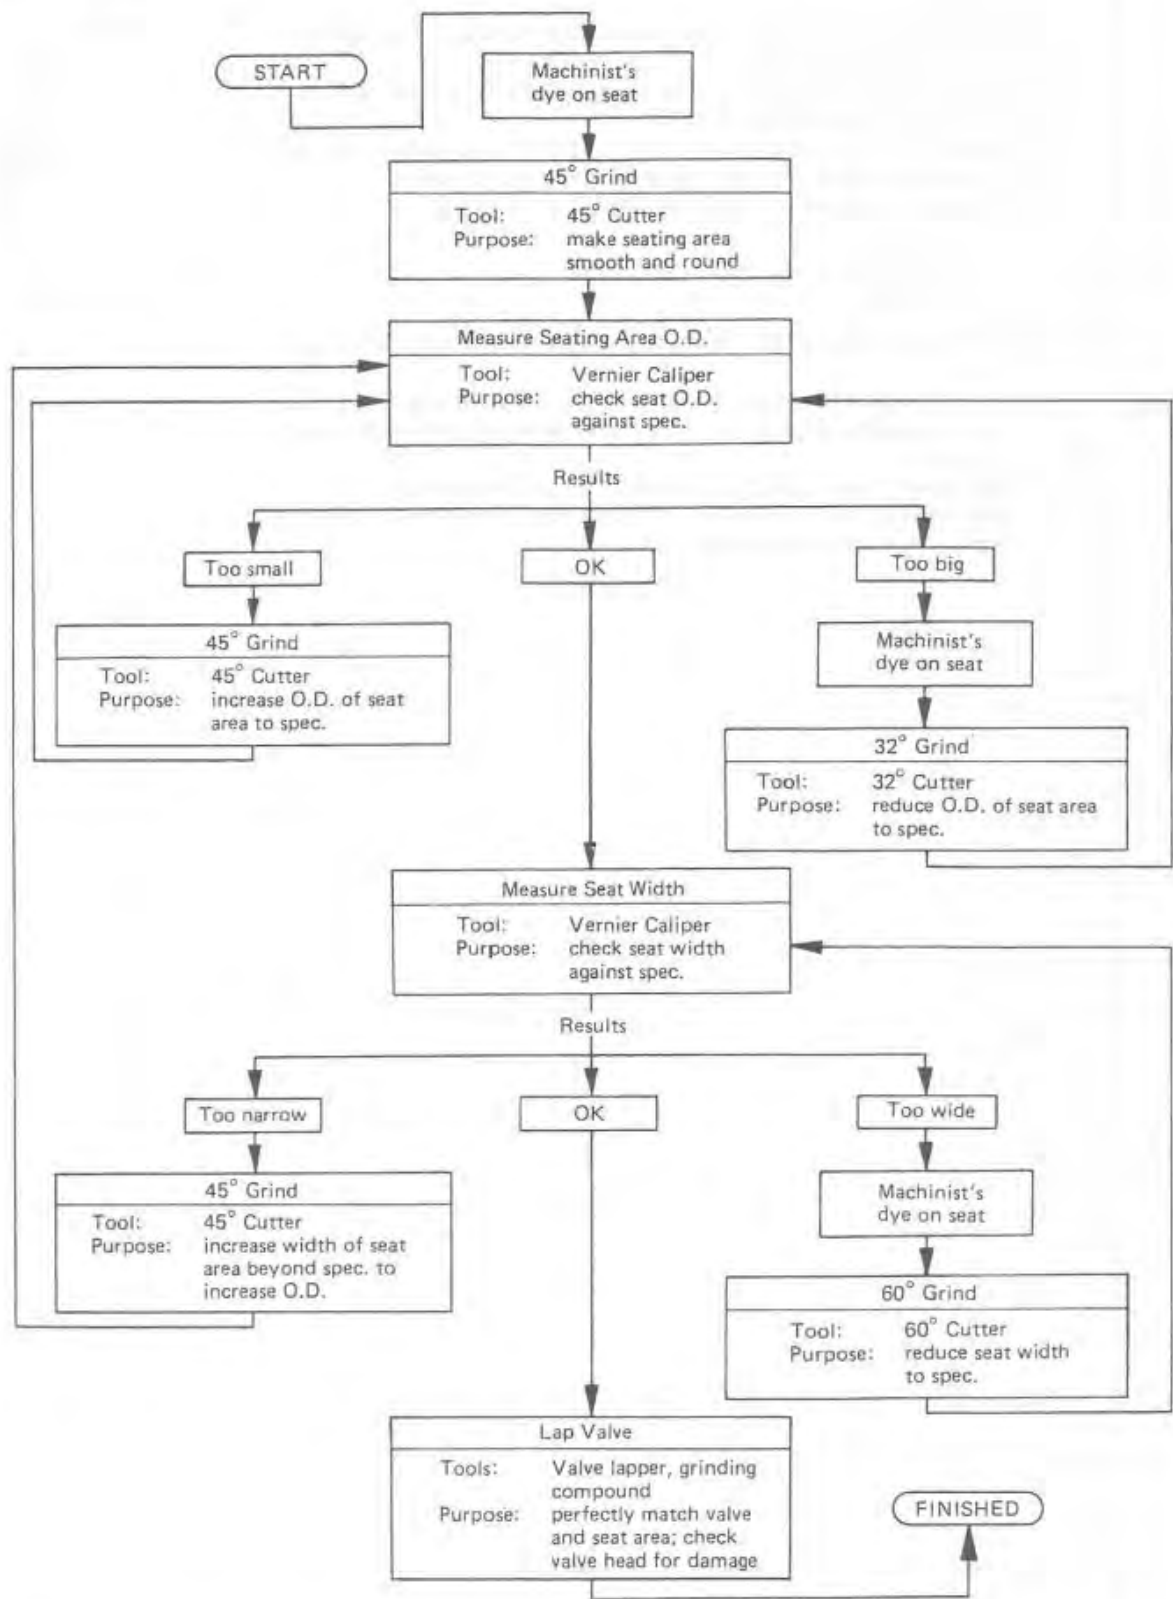 START
Machinist's
dye on seat
45° Grind
Tool: 45° Cutter
Purpose: make seating area
smooth and round
Measure Seating Area O.D.
Tool: Vernier Caliper
Purpose: check seat O.D.
against spec.
Results
Too small
OK
Too big
45° Grind
Tool: 45° Cutter
Purpose: increase O.D. of seat
area to spec.
Machinist's
dye on seat
32° Grind
Tool: 32° Cutter
Purpose: reduce O.D. of seat area
to spec.
Measure Seat Width
Tool: Vernier Caliper
Purpose: check seat width
against spec.
Results
Too narrow
OK
Too wide
45° Grind
Tool: 45° Cutter
Purpose: increase width of seat
area beyond spec. to
increase O.D.
Machinist's
dye on seat
60° Grind
Tool: 60° Cutter
Purpose: reduce seat width
to spec.
Lap Valve
Tools: Valve lapper, grinding
compound
Purpose: perfectly match valve
and seat area; check
valve head for damage
FINISHED